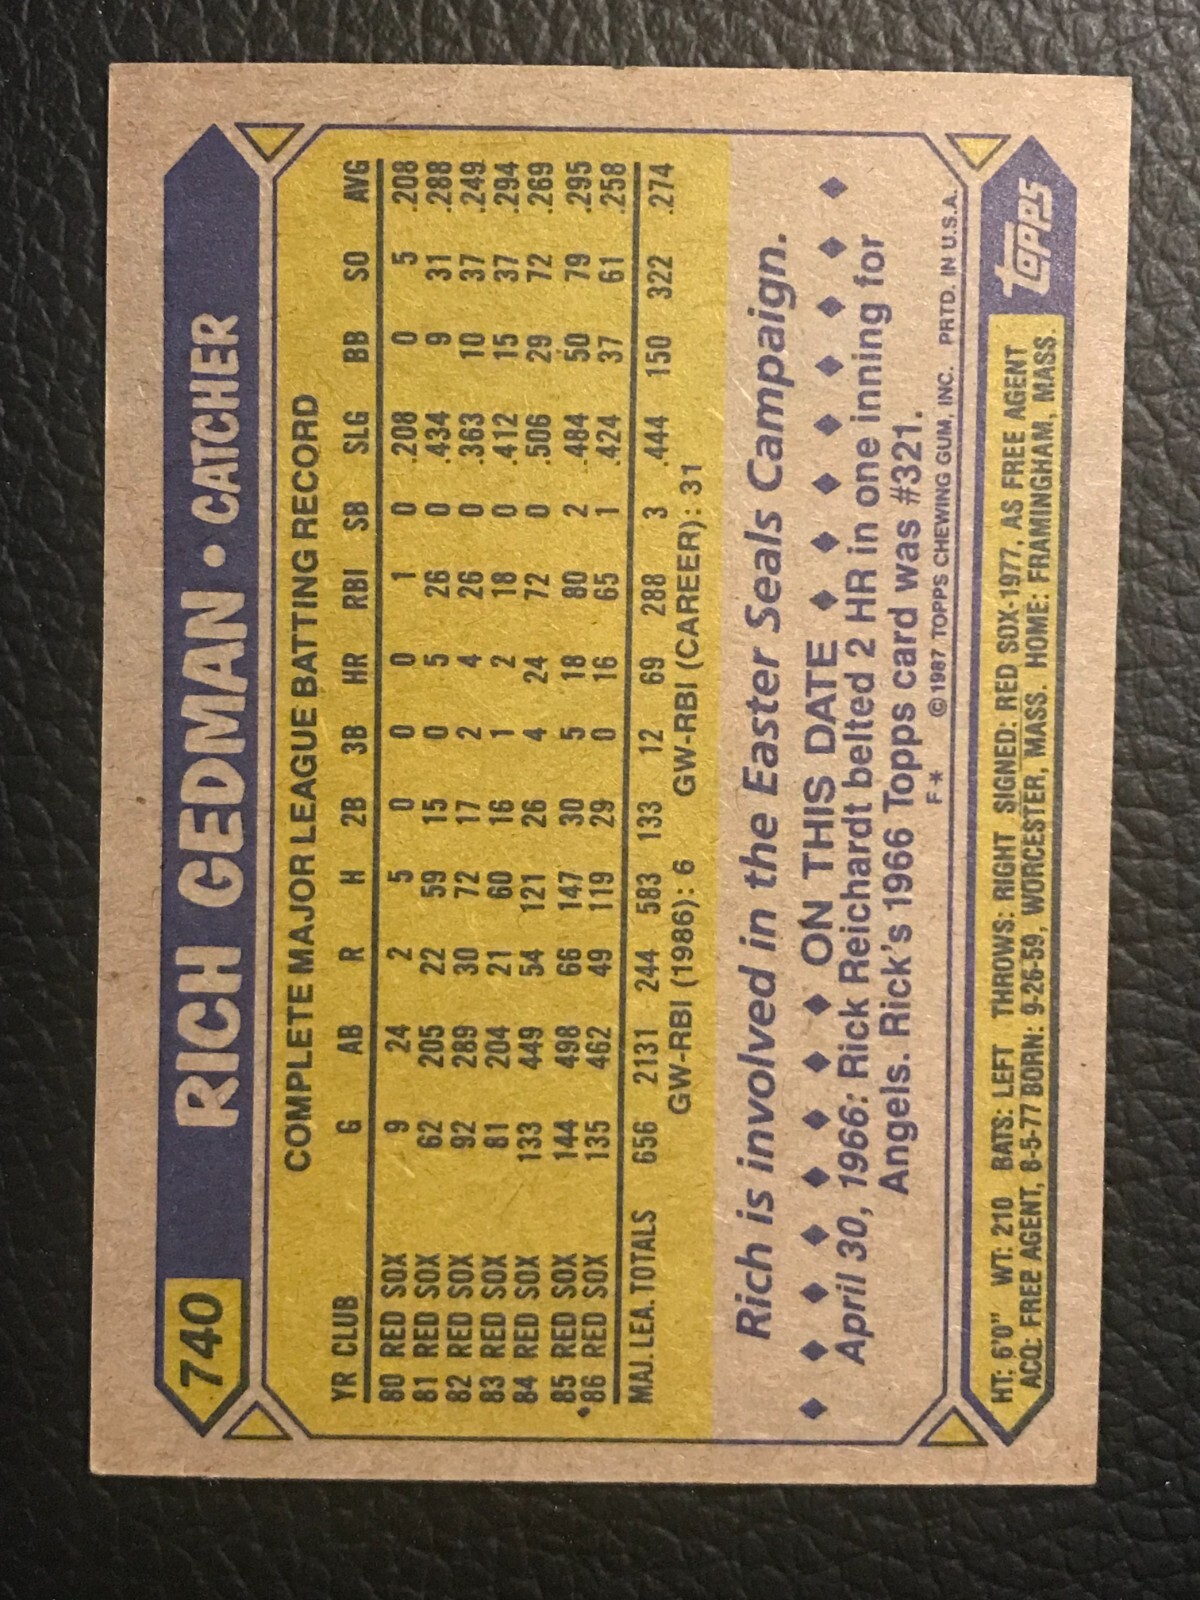 740 RICH GEDMAN • CATCHER
COMPLETE MAJOR LEAGUE BATTING RECORD
YR CLUB G AB R H 2B 3B HR RBI SB SLG BB SO AVG
80 RED SOX 9 24 2 5 0 0 0 1 0 .208 0 5 .208
81 RED SOX 62 205 22 59 15 0 5 26 0 .434 9 31 .288
82 RED SOX 92 289 30 72 17 2 4 26 0 .363 10 37 .249
83 RED SOX 81 204 21 60 16 1 2 18 0 .412 15 37 .294
84 RED SOX 133 449 54 121 26 4 24 72 0 .506 29 72 .269
85 RED SOX 144 498 66 147 30 5 18 80 2 .484 50 79 .295
86 RED SOX 135 462 49 119 29 0 16 65 1 .424 37 61 .258
MAJ. LEA. TOTALS 656 2131 244 583 133 12 69 288 3 .444 150 322 .274
GW-RBI (1986): 6 GW-RBI (CAREER): 31
Rich is involved in the Easter Seals Campaign.
ON THIS DATE
April 30, 1966: Rick Reichardt belted 2 HR in one inning for
Angels. Rick's 1966 Topps card was #321.
F* ©1987 TOPPS CHEWING GUM, INC. PRTD. IN U.S.A.
HT: 6'0" WT: 210 BATS: LEFT THROWS: RIGHT SIGNED: RED SOX-1977, AS FREE AGENT
ACQ: FREE AGENT, 8-5-77 BORN: 9-26-59, WORCESTER, MASS. HOME: FRAMINGHAM, MASS.
topps